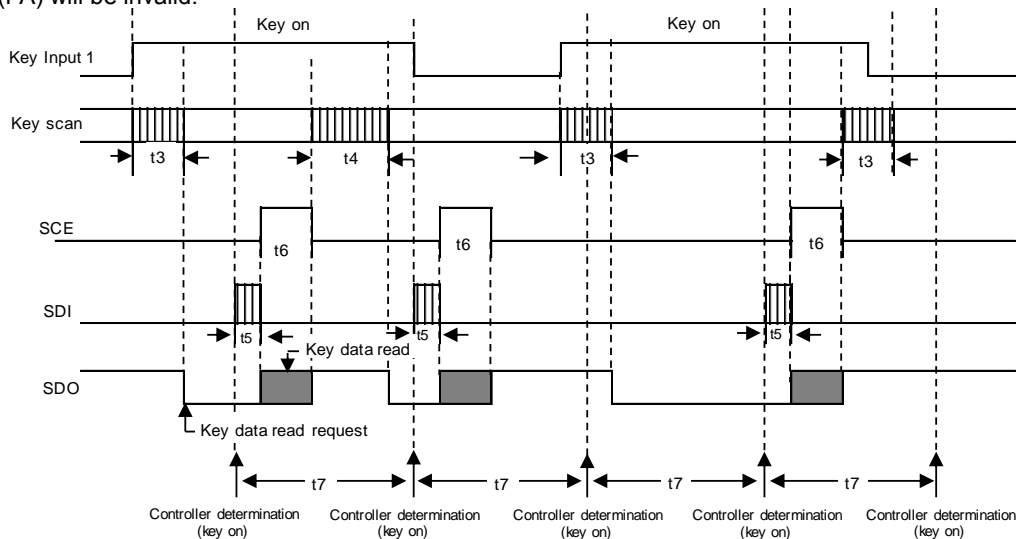 (FA) will be invalid.
Key on
Key on
Key Input 1
Key scan
t3
t4
t3
t3
SCE
t6
t6
t6
SDI
t5
t5
t5
Key data read
SDO
Key data read request
t7
t7
t7
t7
Controller determination
(key on)
Controller determination
(key on)
Controller determination
(key on)
Controller determination
(key on)
Controller determination
(key on)